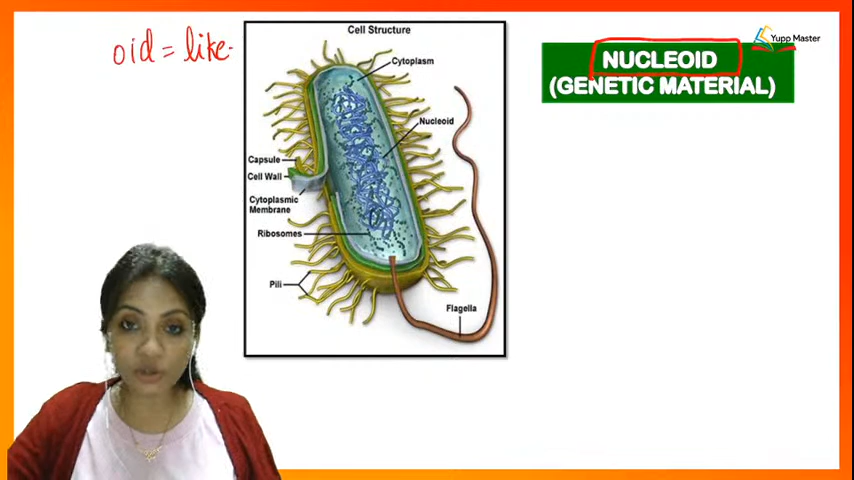 oid = like
Cell Structure
Cytoplasm
Nucleoid
Capsule
Cell Wall
Cytoplasmic
Membrane
Ribosomes
Pili
Flagella
Yupp Master
NUCLEOID
(GENETIC MATERIAL)